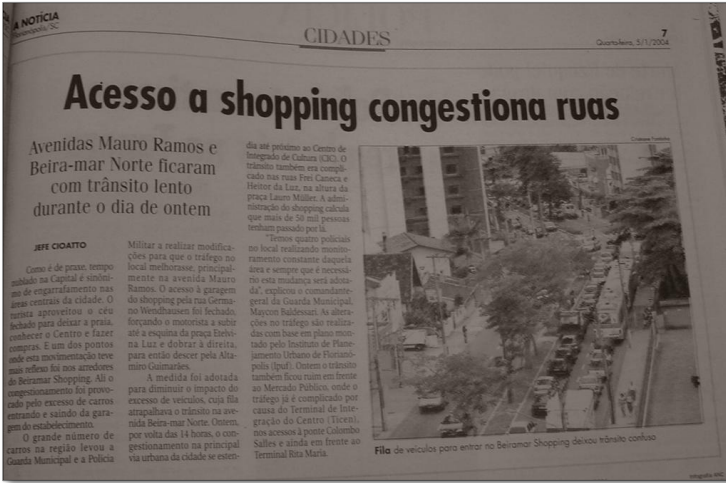 A NOTÍCIA
Florianópolis/SC
CIDADES
7
Quarta-feira, 5/1/2004
Acesso a shopping congestiona ruas
Avenidas Mauro Ramos e
Beira-mar Norte ficaram
com trânsito lento
durante o dia de ontem
JEFE CIOATTO
Como é de praxe, tempo
nublado na Capital é sinôni-
mo de engarrafamento nas
áreas centrais da cidade. O
turista aproveitou o céu
fechado para deixar a praia,
conhecer o Centro e fazer
compras. E um dos pontos
onde esta movimentação teve
mais reflexo foi nos arredores
do Beiramar Shopping. Ali o
congestionamento foi provo-
cado pelo excesso de carros
entrando e saindo da gara-
gem do estabelecimento.
O grande número de
carros na região levou a
Guarda Municipal e a Polícia
Militar a realizar modifica-
ções para que o tráfego no
local melhorasse, principal-
mente na avenida Mauro
Ramos. O acesso à garagem
do shopping pela rua Germa-
no Wendhausen foi fechado,
forçando o motorista a subir
até a esquina da praça Etelvi-
na Luz e dobrar à direita,
para então descer pela Alta-
miro Guimarães.
A medida foi adotada
para diminuir o impacto do
excesso de veículos, cuja fila
atrapalhava o trânsito na ave-
nida Beira-mar Norte. Ontem,
por volta das 14 horas, o con-
gestionamento na principal
via urbana da cidade se esten-
dia até próximo ao Centro de
Integrado de Cultura (CIC). O
trânsito também era compli-
cado nas ruas Frei Caneca e
Heitor da Luz, na altura da
praça Lauro Müller. A admi-
nistração do shopping calcula
que mais de 50 mil pessoas
tenham passado por lá.
"Temos quatro policiais
no local realizando monito-
ramento constante daquela
área e sempre que é necessá-
rio esta mudança será adota-
da", explicou o comandante-
geral da Guarda Municipal,
Maycon Baldessari. As altera-
ções no tráfego são realiza-
das com base em plano mon-
tado pelo Instituto de Pla-
nejamento Urbano de Florianó-
polis (Ipuf). Ontem o trânsito
também ficou ruim em frente
ao Mercado Público, onde o
tráfego já é complicado por
causa do Terminal de Integra-
ção do Centro (Ticen),
nos acessos à ponte Colombo
Salles e ainda em frente ao
Terminal Rita Maria.
Fila de veículos para entrar no Beiramar Shopping deixou trânsito confuso